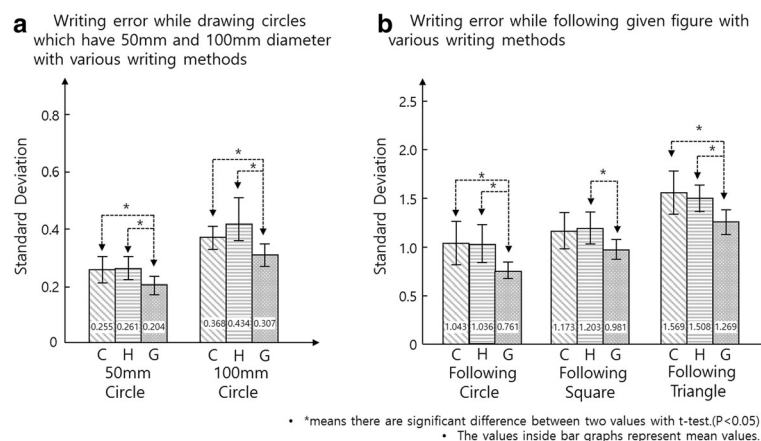 a Writing error while drawing circles
which have 50mm and 100mm diameter
with various writing methods
Standard Deviation
0.8
0.6
0.4
0.2
0
* *
* *
0.255 0.261 0.204
0.368 0.434 0.307
C H G
C H G
50mm
Circle
100mm
Circle
b Writing error while following given figure with
various writing methods
Standard Deviation
2.5
2.0
1.5
1.0
0.5
0
* *
*
* *
1.043 1.036 0.761
1.173 1.203 0.981
1.569 1.508 1.269
C H G
C H G
C H G
Following
Circle
Following
Square
Following
Triangle
• *means there are significant difference between two values with t-test.(P<0.05)
• The values inside bar graphs represent mean values.